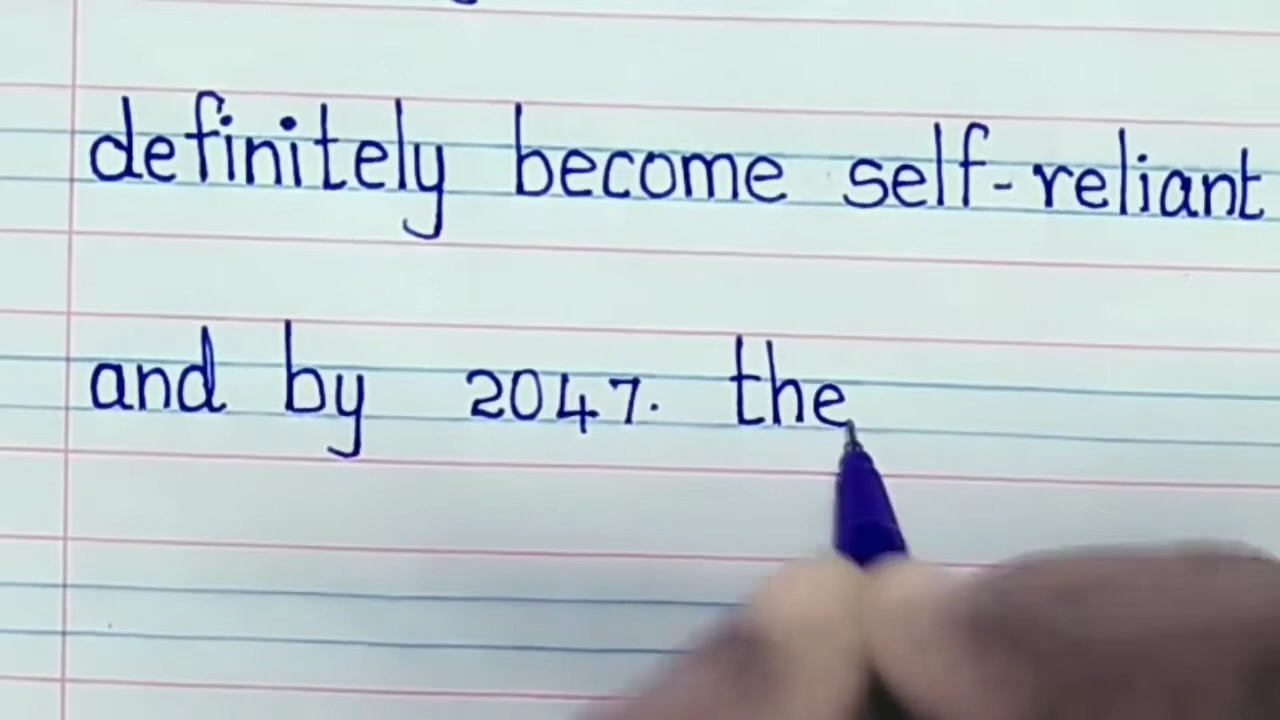 definitely become self-reliant
and by 2047. the